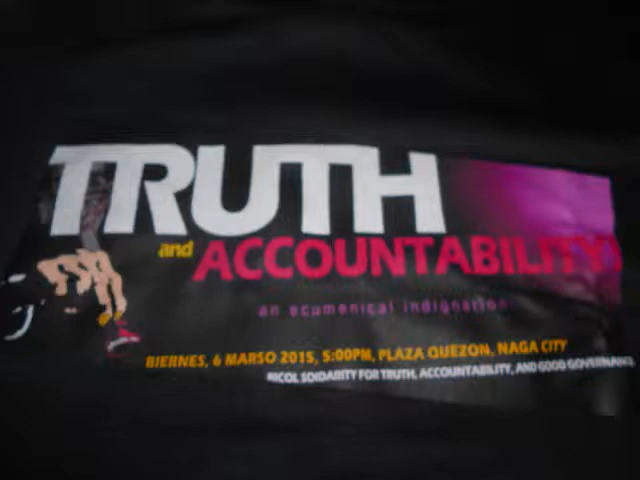 TRUTH
and ACCOUNTABILITY!
an ecumenical indignation
BIERNES, 6 MARSO 2015, 5:00PM, PLAZA QUEZON, NAGA CITY
BICOL SOIDARITY FOR TRUTH, ACCOUNTABILITY, AND GOOD GOVERNANCE